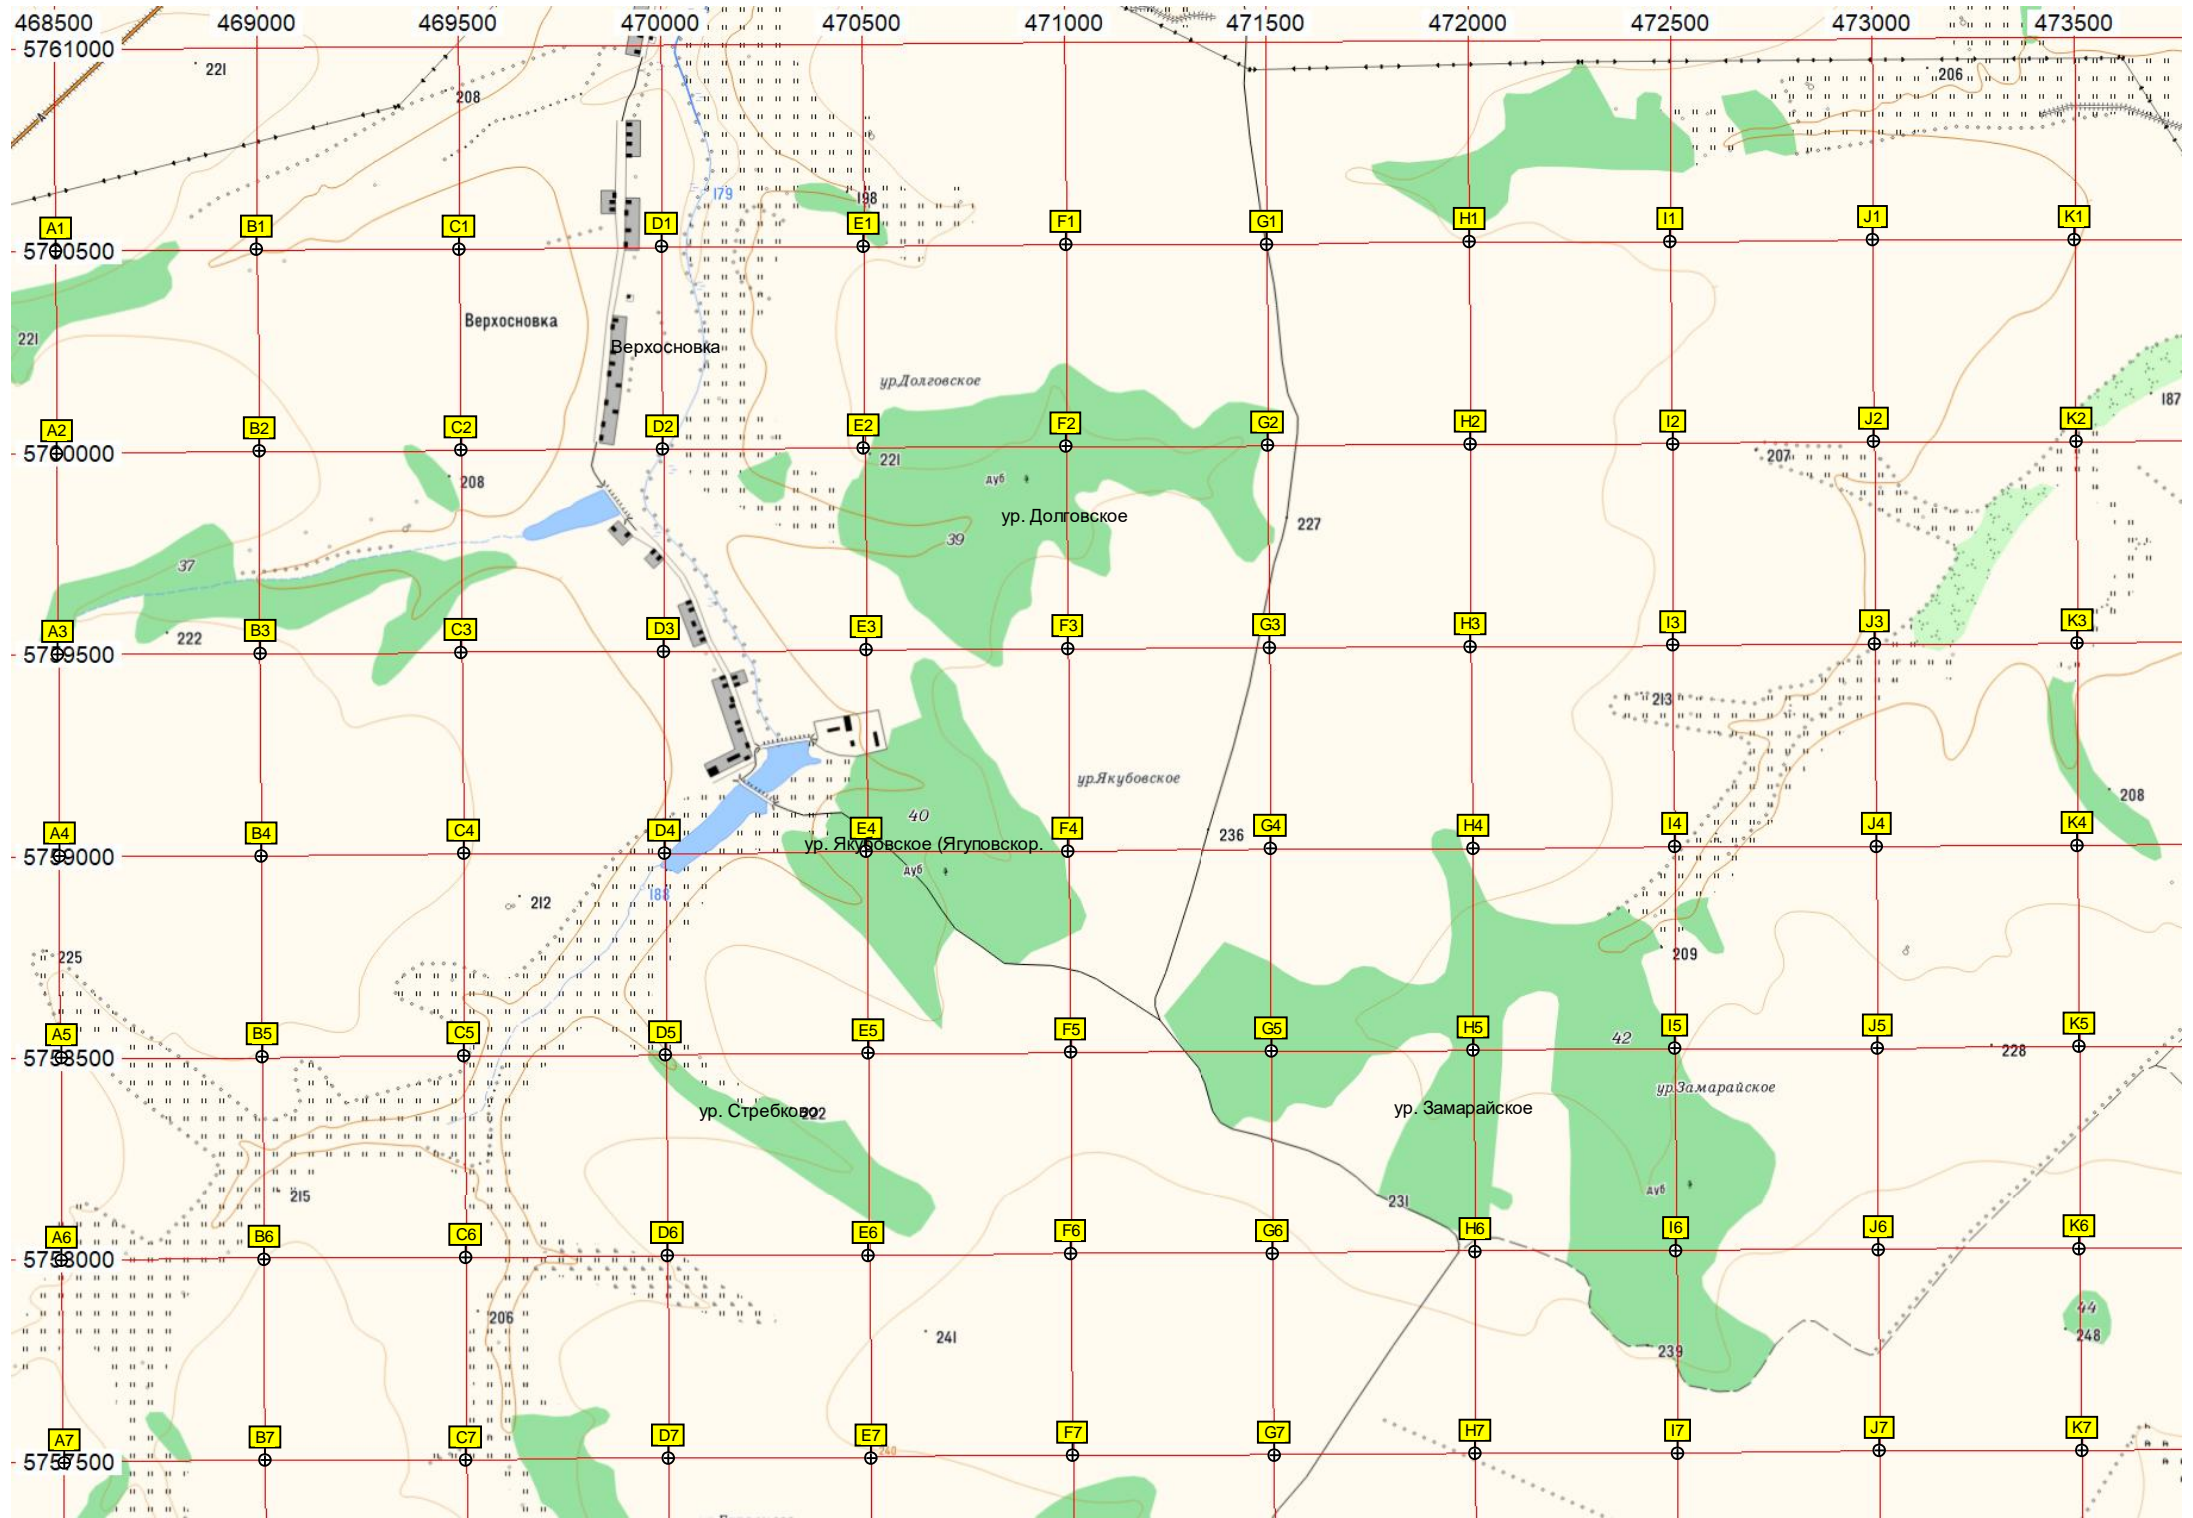 468500 469000 469500 470000 470500 471000 471500 472000 472500 473000 473500
5761000
221
208
206
179
198
A1 B1 C1 D1 E1 F1 G1 H1 I1 J1 K1
5760500
Верхосновка
221
Верхосновка
ур.Долговское
187
A2 B2 C2 D2 E2 F2 G2 H2 I2 J2 K2
5760000
221
207
208
дуб
ур. Долговское
227
39
37
222
A3 B3 C3 D3 E3 F3 G3 H3 I3 J3 K3
5759500
213
ур.Якубовское
208
40
236
A4 B4 C4 D4 E4 F4 G4 H4 I4 J4 K4
ур. Якубовское (Ягуповскор.
5759000
дуб
188
212
225
209
A5 B5 C5 D5 E5 F5 G5 H5 I5 J5 K5
42
228
5758500
ур.Замарайское
ур. Стребково
222
ур. Замарайское
дуб
215
231
A6 B6 C6 D6 E6 F6 G6 H6 I6 J6 K6
5758000
44
206
241
248
239
A7 B7 C7 D7 E7 F7 G7 H7 I7 J7 K7
240
5757500